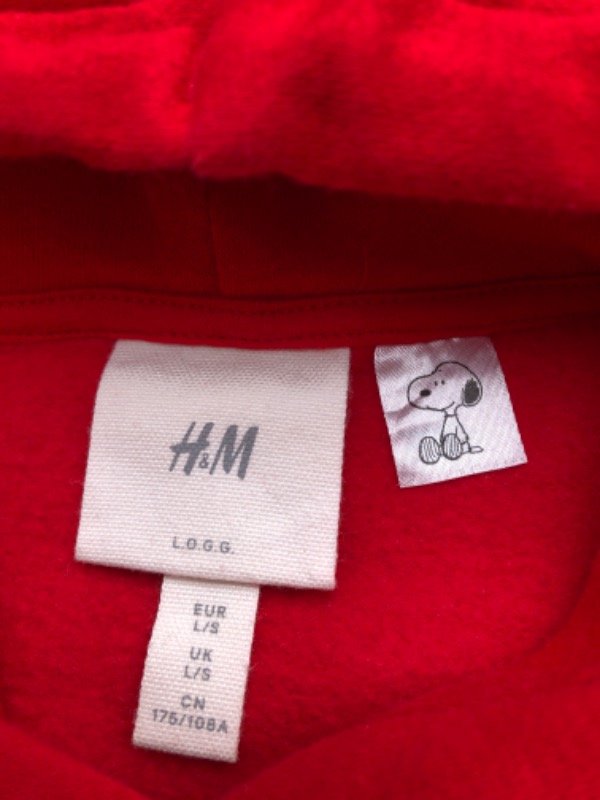 H&M
L.O.G.G.
EUR
L/S
UK
L/S
CN
175/108A